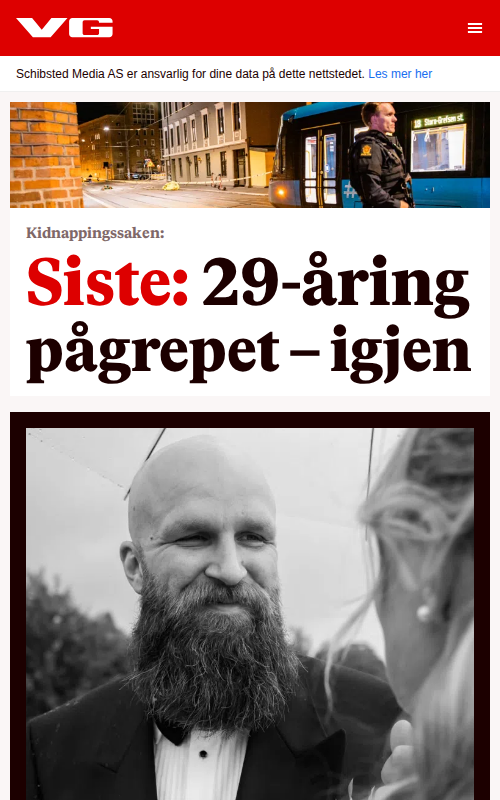 VG
Schibsted Media AS er ansvarlig for dine data på dette nettstedet. Les mer her
Kidnappingssaken:
Siste: 29-åring
pågrepet – igjen